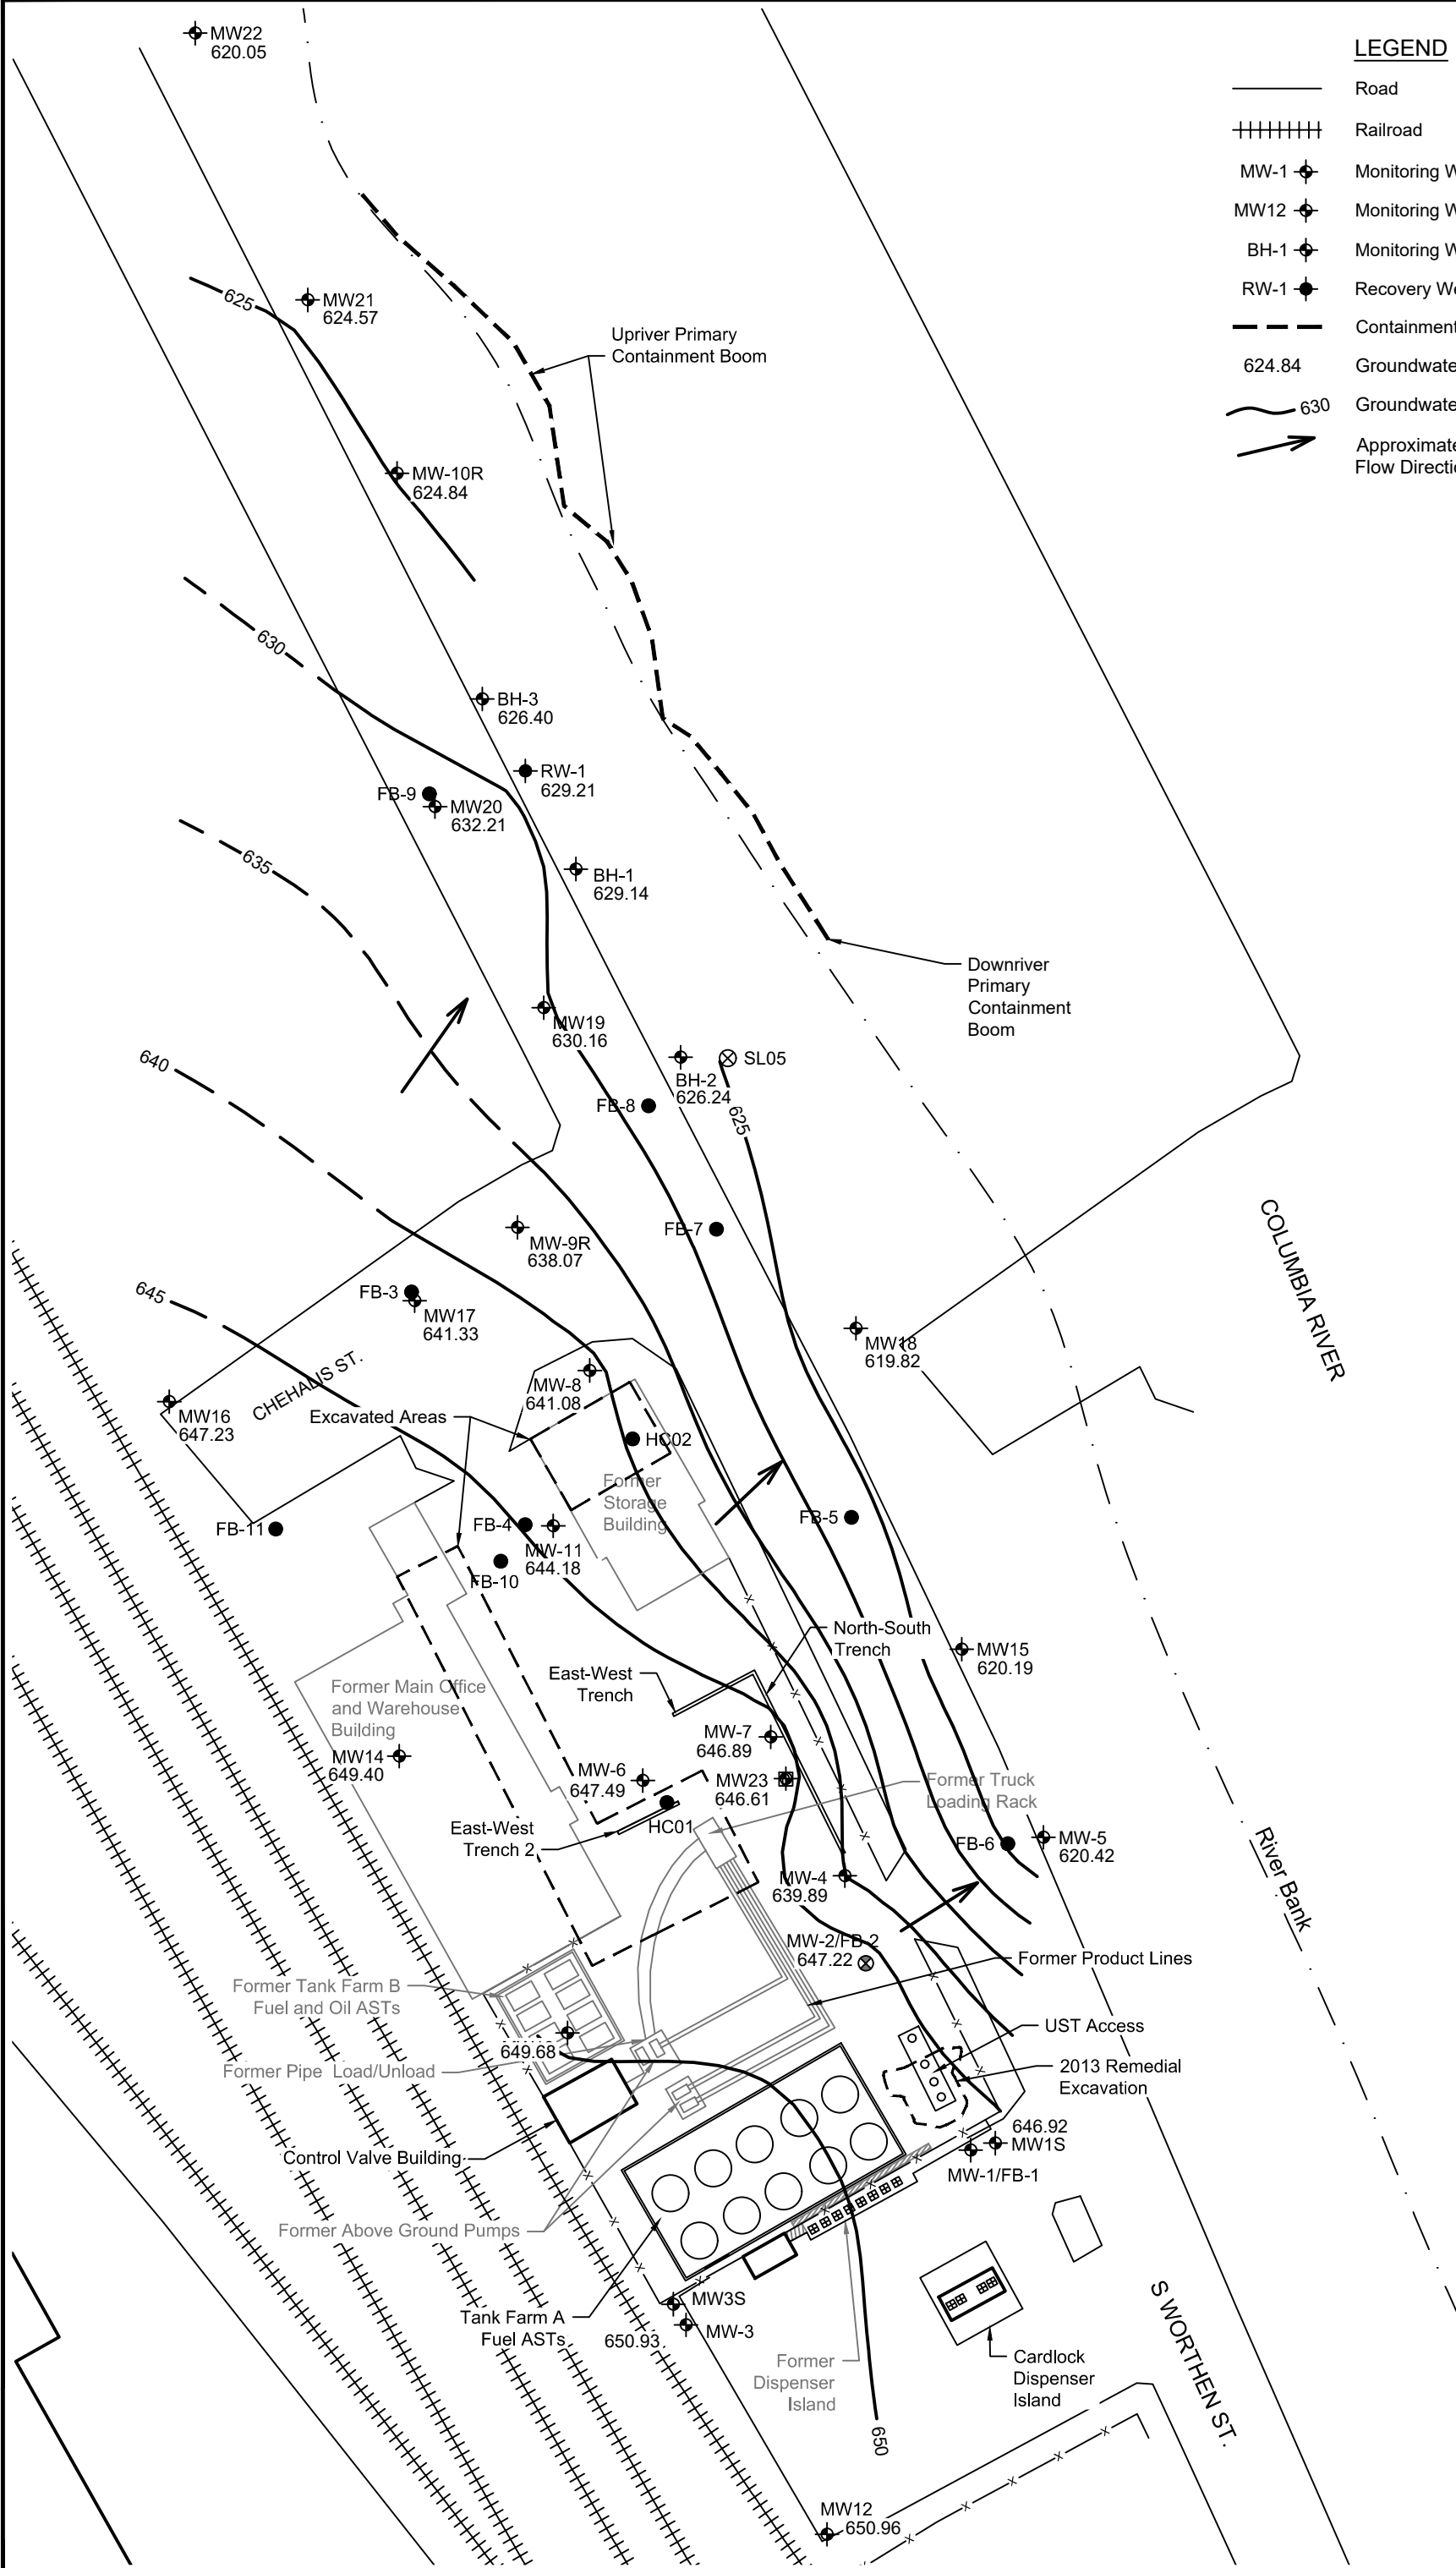 MW22
620.05
LEGEND
Road
Railroad
MW-1
Monitoring W
MW12
Monitoring W
BH-1
Monitoring W
RW-1
Recovery We
Containment
624.84
Groundwate
630
Groundwate
Approximate
Flow Directi
625
MW21
624.57
Upriver Primary
Containment Boom
MW-10R
624.84
630
BH-3
626.40
RW-1
629.21
FB-9
MW20
632.21
635
BH-1
629.14
Downriver
Primary
Containment
Boom
MW19
630.16
640
BH-2
626.24
SL05
FB-8
625
FB-7
MW-9R
638.07
COLUMBIA RIVER
645
FB-3
MW17
641.33
MW18
619.82
CHEHALIS ST.
MW-8
641.08
MW16
647.23
Excavated Areas
HC02
Former
Storage
Building
FB-11
FB-4
MW-11
644.18
FB-10
FB-5
North-South
Trench
MW15
620.19
East-West
Trench
Former Main Office
and Warehouse
Building
MW14
649.40
MW-7
646.89
MW-6
647.49
MW23
646.61
Former Truck
Loading Rack
HC01
East-West
Trench 2
FB-6
MW-5
620.42
River Bank
MW-4
639.89
MW-2/FB-2
647.22
Former Product Lines
Former Tank Farm B
Fuel and Oil ASTs
UST Access
649.68
Former Pipe Load/Unload
2013 Remedial
Excavation
646.92
MW1S
MW-1/FB-1
Control Valve Building
Former Above Ground Pumps
MW3S
MW-3
650.93
Tank Farm A
Fuel ASTs
Former
Dispenser
Island
Cardlock
Dispenser
Island
S WORTHEN ST.
650
MW12
650.96